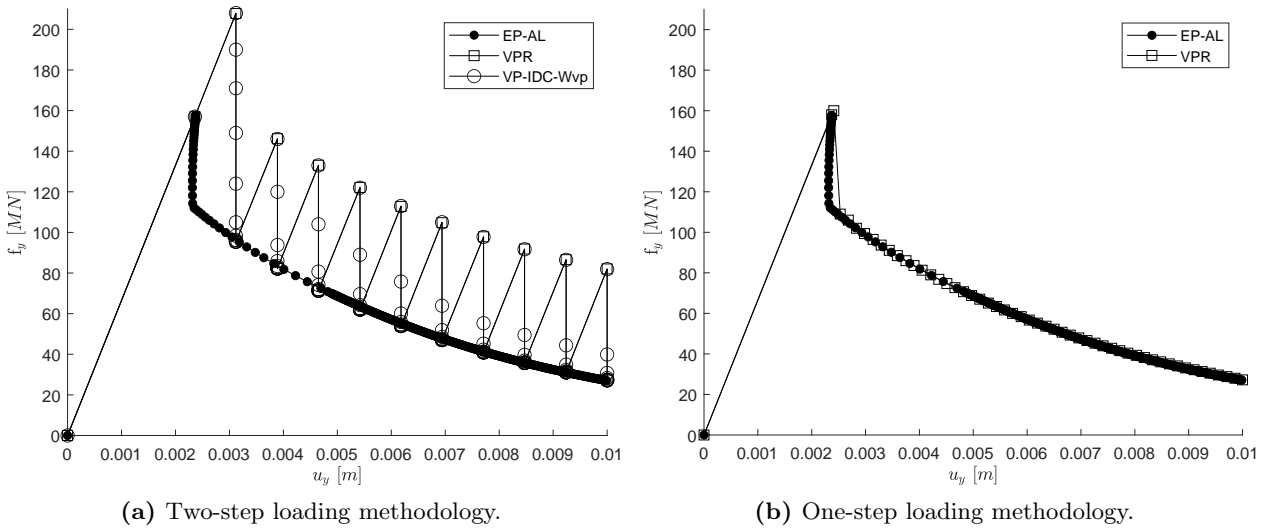 EP-AL
VPR
VP-IDC-Wvp
200
180
160
140
120
100
80
60
40
20
0
f_y [MN]
0 0.001 0.002 0.003 0.004 0.005 0.006 0.007 0.008 0.009 0.01
u_y [m]
(a) Two-step loading methodology.
EP-AL
VPR
200
180
160
140
120
100
80
60
40
20
0
f_y [MN]
0 0.001 0.002 0.003 0.004 0.005 0.006 0.007 0.008 0.009 0.01
u_y [m]
(b) One-step loading methodology.